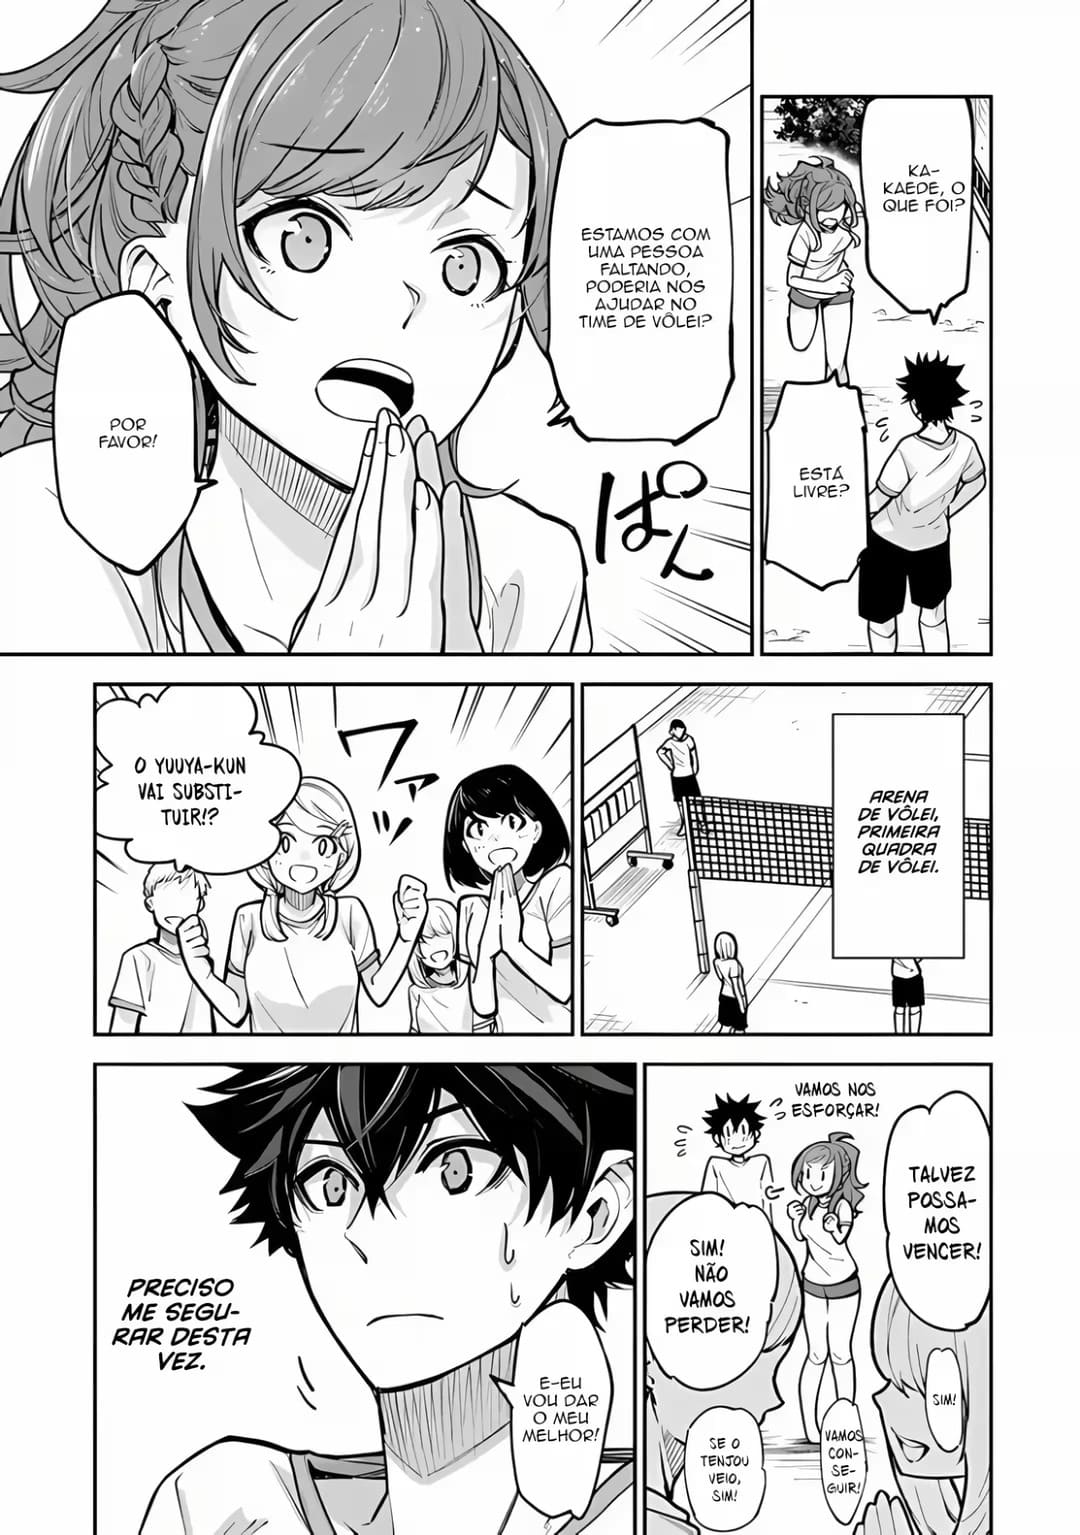 KA-
KAEDE, O
QUE FOI?
ESTÁ
LIVRE?
ESTAMOS COM
UMA PESSOA
FALTANDO,
PODERIA NOS
AJUDAR NO
TIME DE VÔLEI?
ぱん
POR
FAVOR!
ARENA
DE VÔLEI,
PRIMEIRA
QUADRA
DE VÔLEI.
ワッ
O YUUYA-KUN
VAI SUBSTI-
TUIR!?
VAMOS NOS
ESFORÇAR!
TALVEZ
POSSA-
MOS
VENCER!
SIM!
NÃO
VAMOS
PERDER!
SIM!
VAMOS
CON-
SE-
GUIR!
SE O
TENJOU
VEIO,
SIM!
E-EU
VOU DAR
O MEU
MELHOR!
PRECISO
ME SEGU-
RAR DESTA
VEZ.